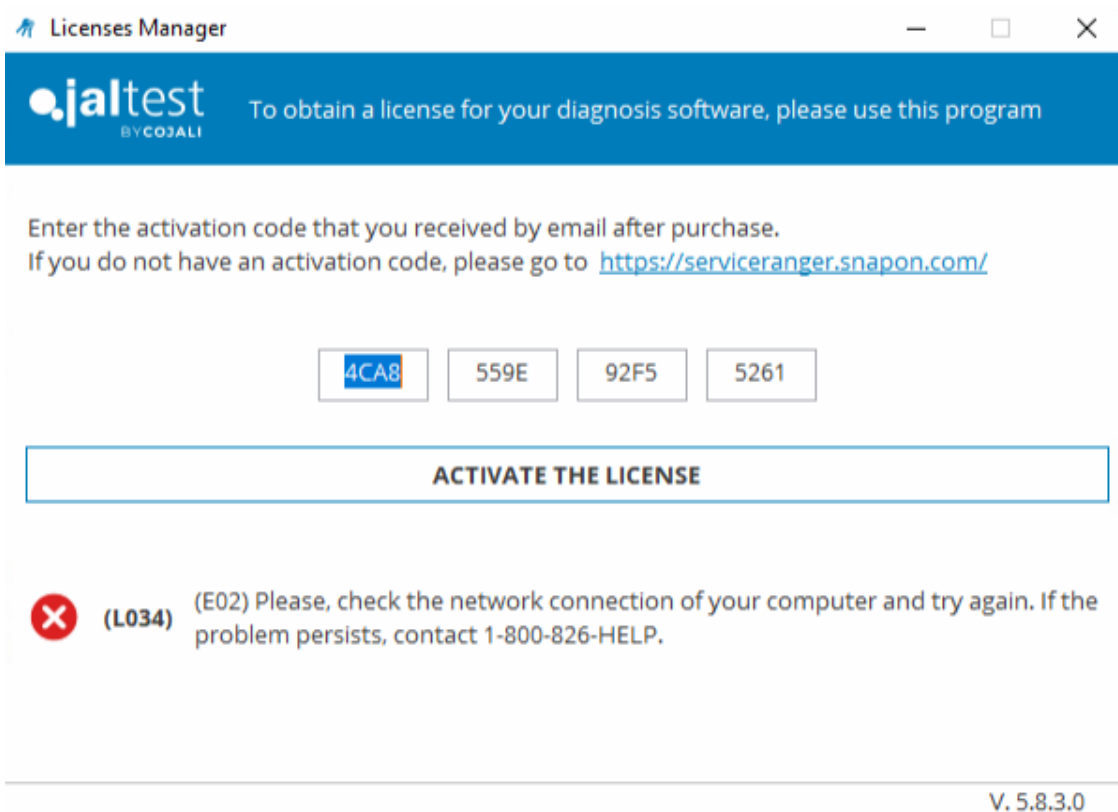 Licenses Manager
jaltest
BY COJALI
To obtain a license for your diagnosis software, please use this program
Enter the activation code that you received by email after purchase.
If you do not have an activation code, please go to https://serviceranger.snapon.com/
4CA8 559E 92F5 5261
ACTIVATE THE LICENSE
(L034) (E02) Please, check the network connection of your computer and try again. If the
problem persists, contact 1-800-826-HELP.
V. 5.8.3.0